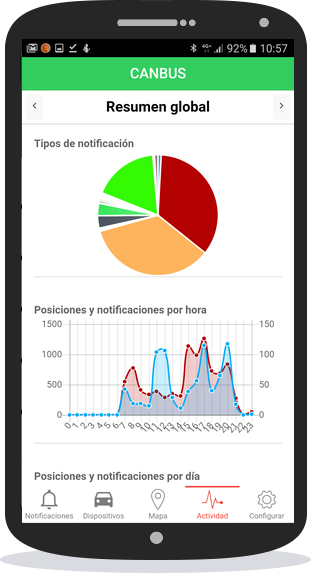 4G+ 92% 10:57
CANBUS
< Resumen global >
Tipos de notificación
Posiciones y notificaciones por hora
1500 150
1000 100
500 50
0 0
0 1 2 3 4 5 6 7 8 9 10 11 12 13 14 15 16 17 18 19 20 21 22 23
Posiciones y notificaciones por día
Notificaciones Dispositivos Mapa Actividad Configurar